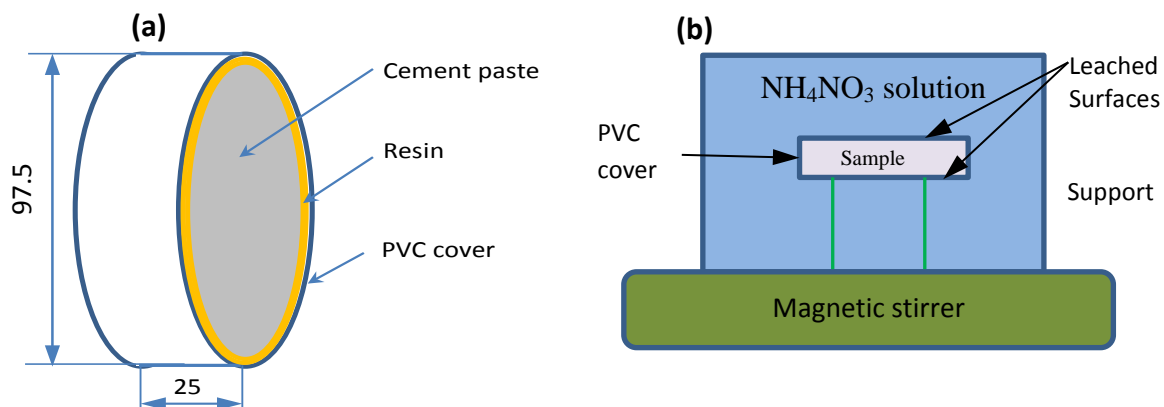 (a)
Cement paste
Resin
PVC cover
97.5
25
(b)
NH₄NO₃ solution
Leached
Surfaces
PVC
cover
Sample
Support
Magnetic stirrer